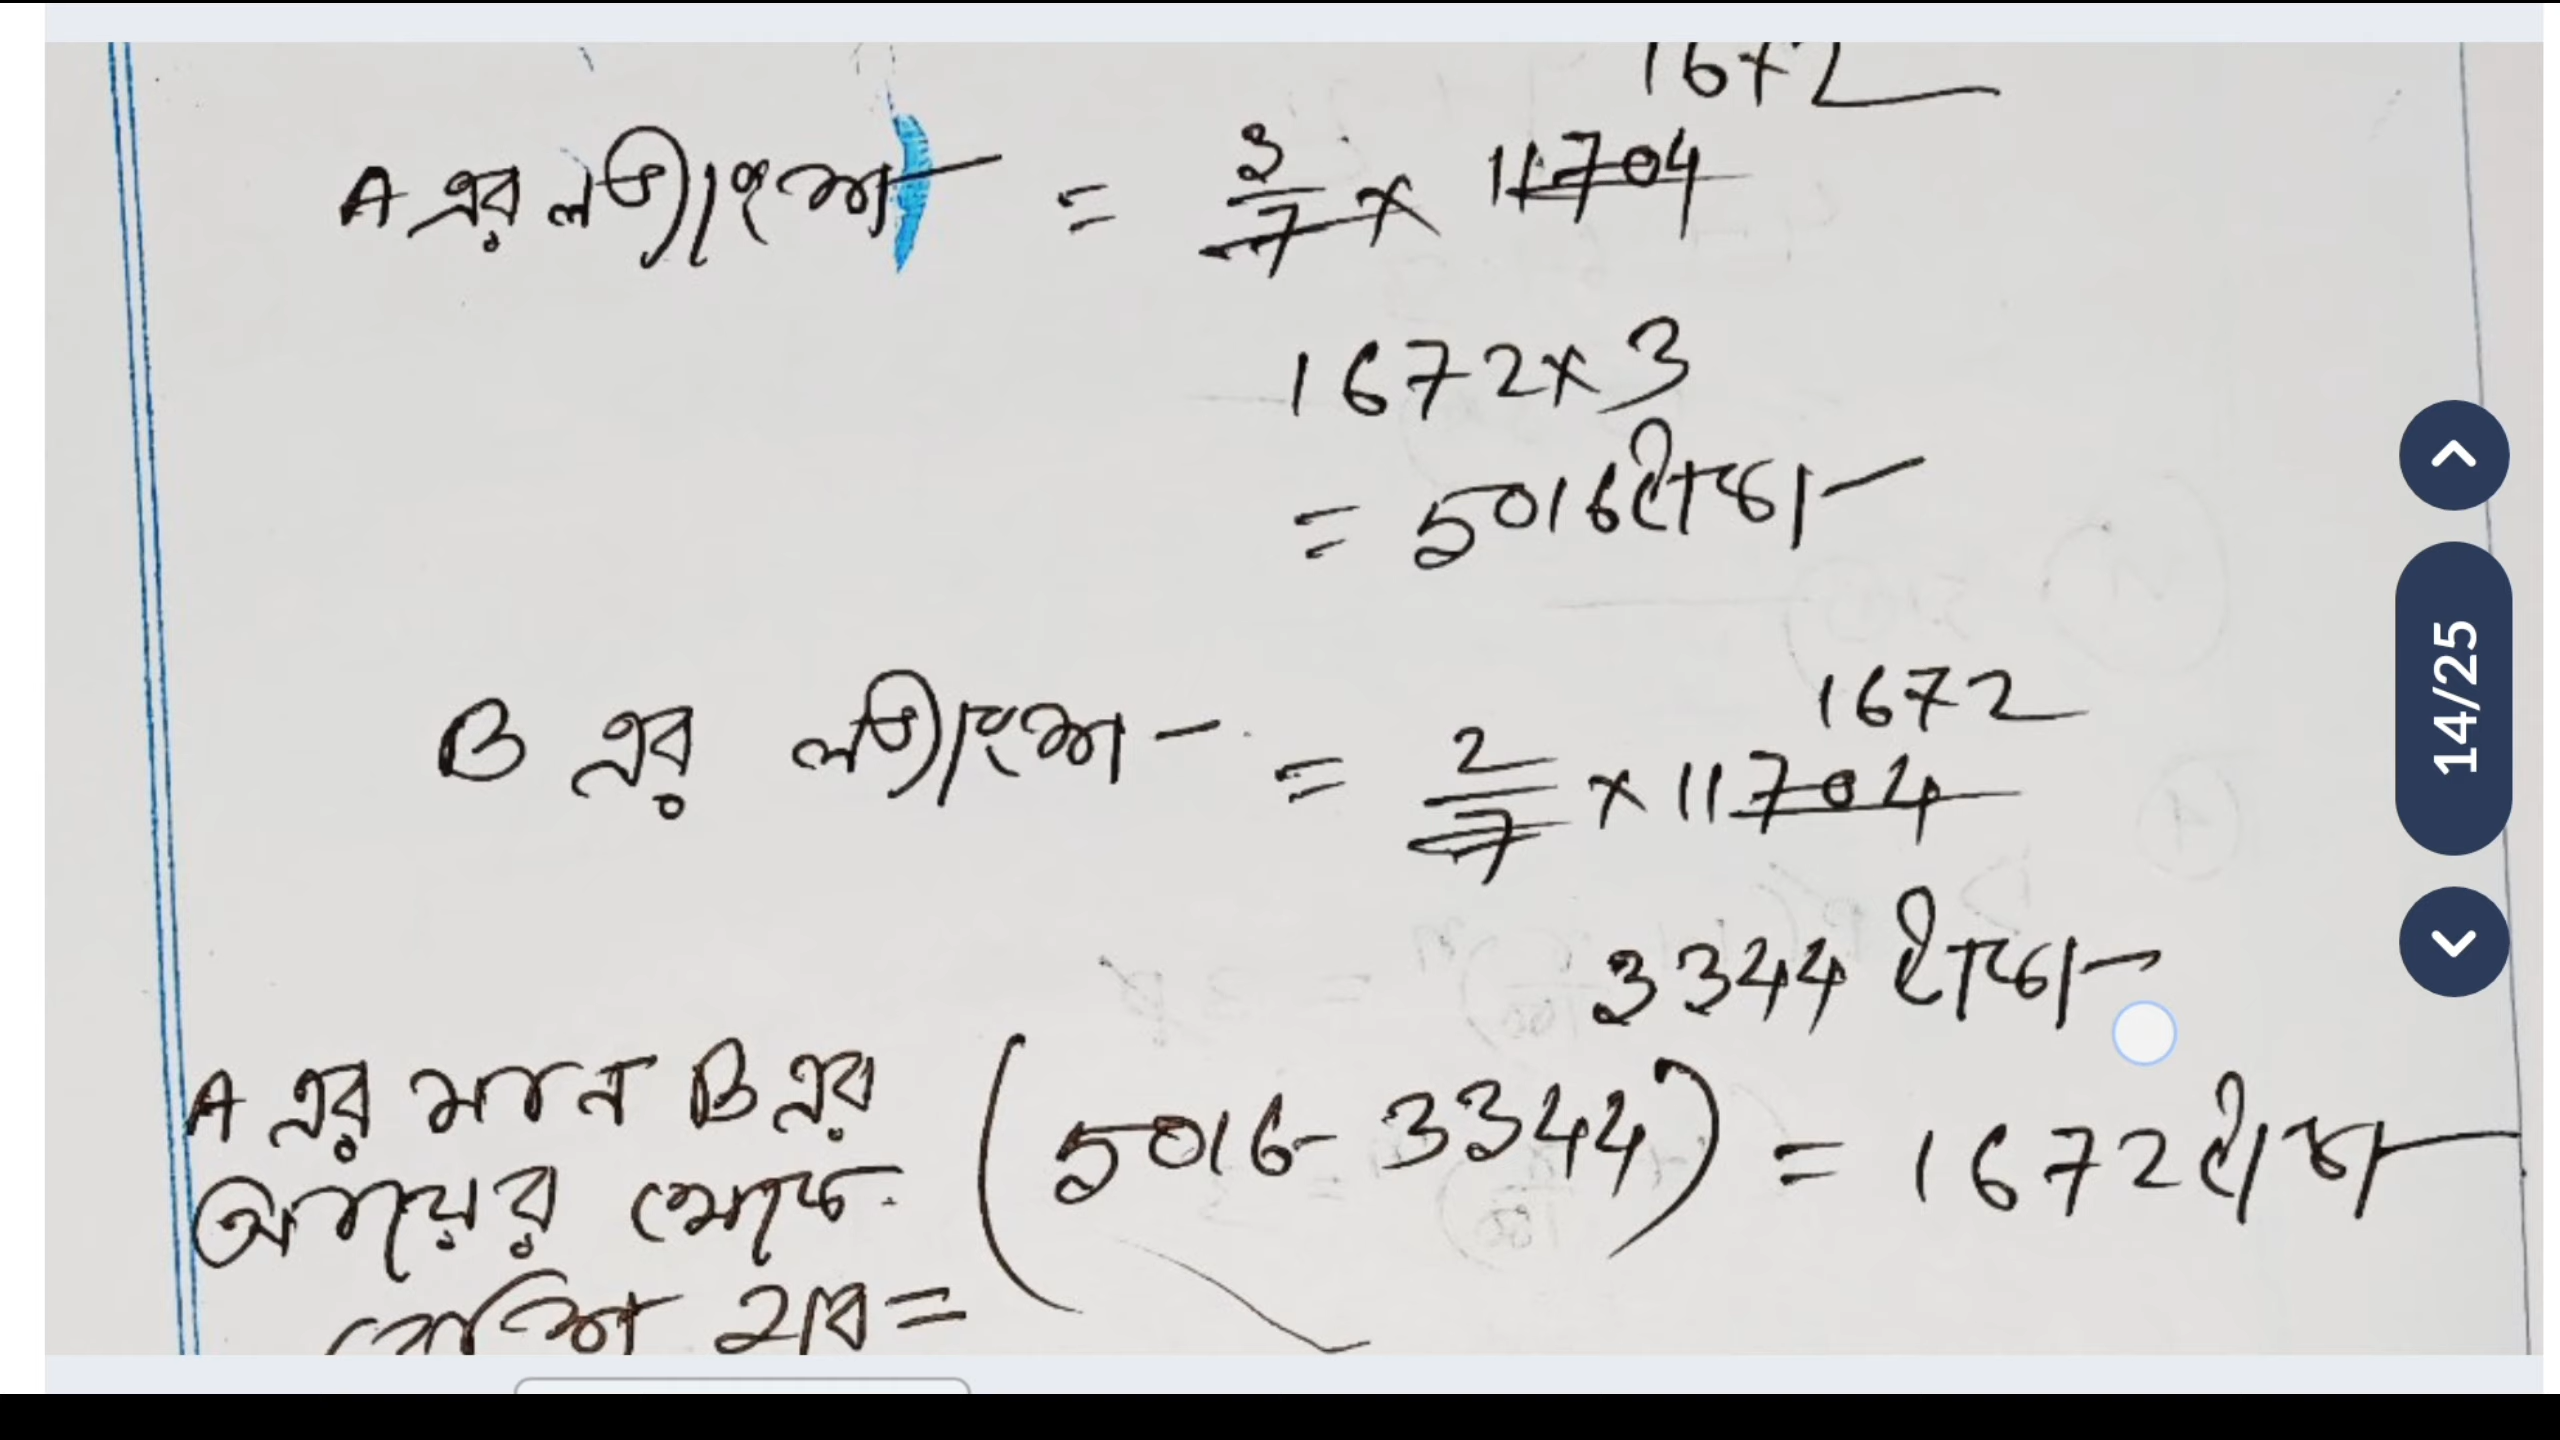 1672
A এর লভ্যাংশ = 3/7 × 11704
1672×3
= 5016 টাকা
B এর লভ্যাংশ = 2/7 × 11704
1672
3344 টাকা
A এর মান B এর (5016-3344) = 1672 টাকা
আয়ের থেকে
বেশি হবে =
14/25